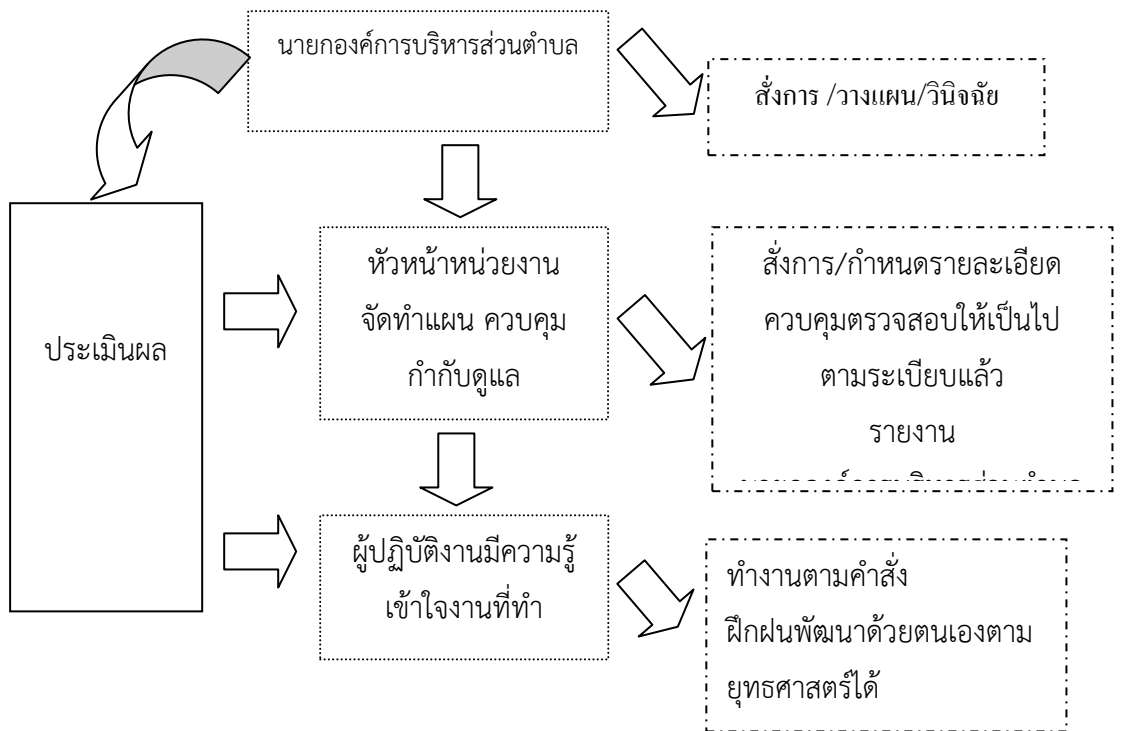 นายกองค์การบริหารส่วนตำบล
สั่งการ /วางแผน/วินิจฉัย
ประเมินผล
หัวหน้าหน่วยงาน
จัดทำแผน ควบคุม
กำกับดูแล
สั่งการ/กำหนดรายละเอียด
ควบคุมตรวจสอบให้เป็นไป
ตามระเบียบแล้ว
รายงาน
ผู้ปฏิบัติงานมีความรู้
เข้าใจงานที่ทำ
ทำงานตามคำสั่ง
ฝึกฝนพัฒนาด้วยตนเองตาม
ยุทธศาสตร์ได้